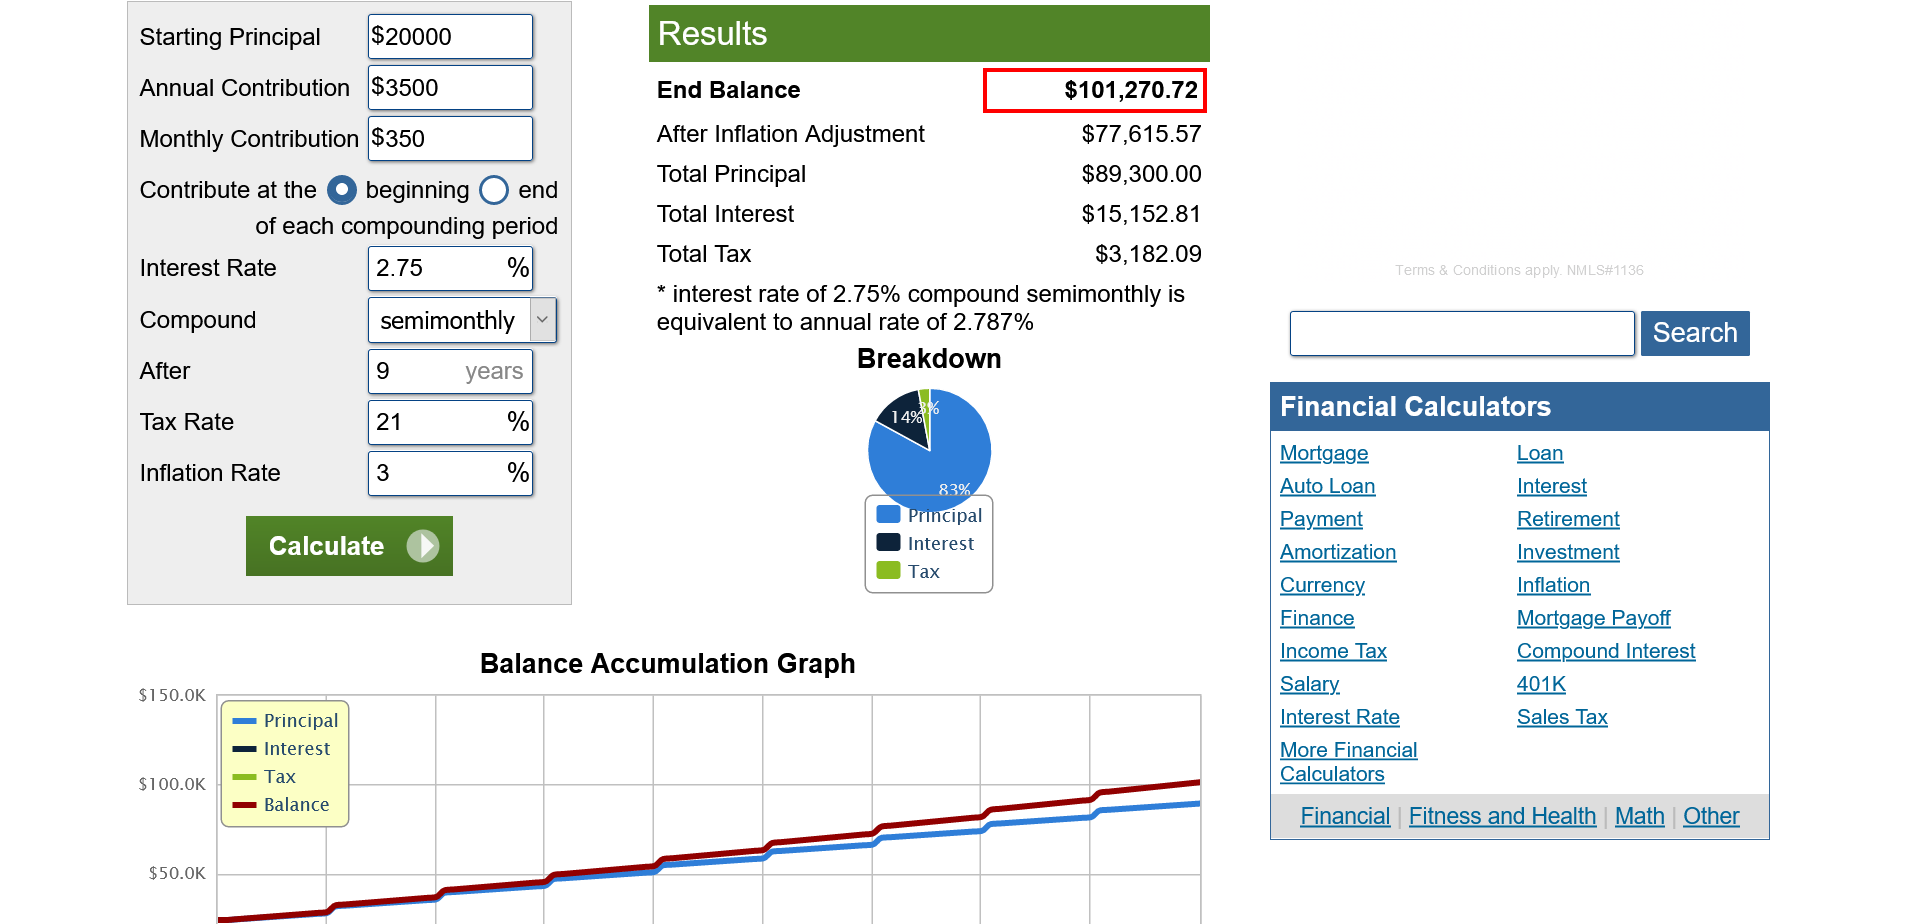 Starting Principal $20000
Annual Contribution $3500
Monthly Contribution $350
Contribute at the beginning end
of each compounding period
Interest Rate 2.75 %
Compound semimonthly
After 9 years
Tax Rate 21 %
Inflation Rate 3 %
Calculate
Results
End Balance $101,270.72
After Inflation Adjustment $77,615.57
Total Principal $89,300.00
Total Interest $15,152.81
Total Tax $3,182.09
* interest rate of 2.75% compound semimonthly is
equivalent to annual rate of 2.787%
Breakdown
3%
14%
83%
Principal
Interest
Tax
Balance Accumulation Graph
$150.0K
$100.0K
$50.0K
Principal
Interest
Tax
Balance
Terms & Conditions apply. NMLS#1136
Search
Financial Calculators
Mortgage Loan
Auto Loan Interest
Payment Retirement
Amortization Investment
Currency Inflation
Finance Mortgage Payoff
Income Tax Compound Interest
Salary 401K
Interest Rate Sales Tax
More Financial
Calculators
Financial | Fitness and Health | Math | Other